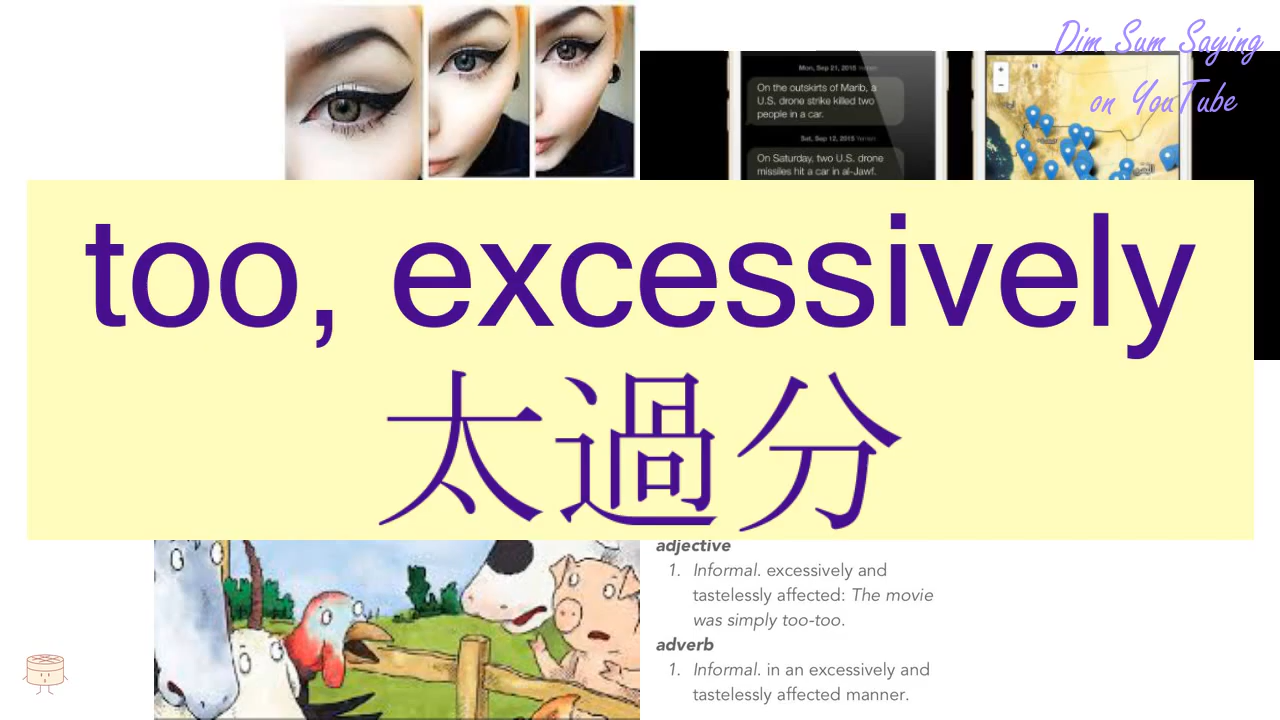 Dim Sum Saying
on YouTube
Mon, Sep 21, 2015 Yemen
On the outskirts of Marib, a
U.S. drone strike killed two
people in a car.
Sat, Sep 12, 2015 Yemen
On Saturday, two U.S. drone
missiles hit a car in al-Jawf.
+
−
too, excessively
太過分
adjective
1. Informal. excessively and
tastelessly affected: The movie
was simply too-too.
adverb
1. Informal. in an excessively and
tastelessly affected manner.